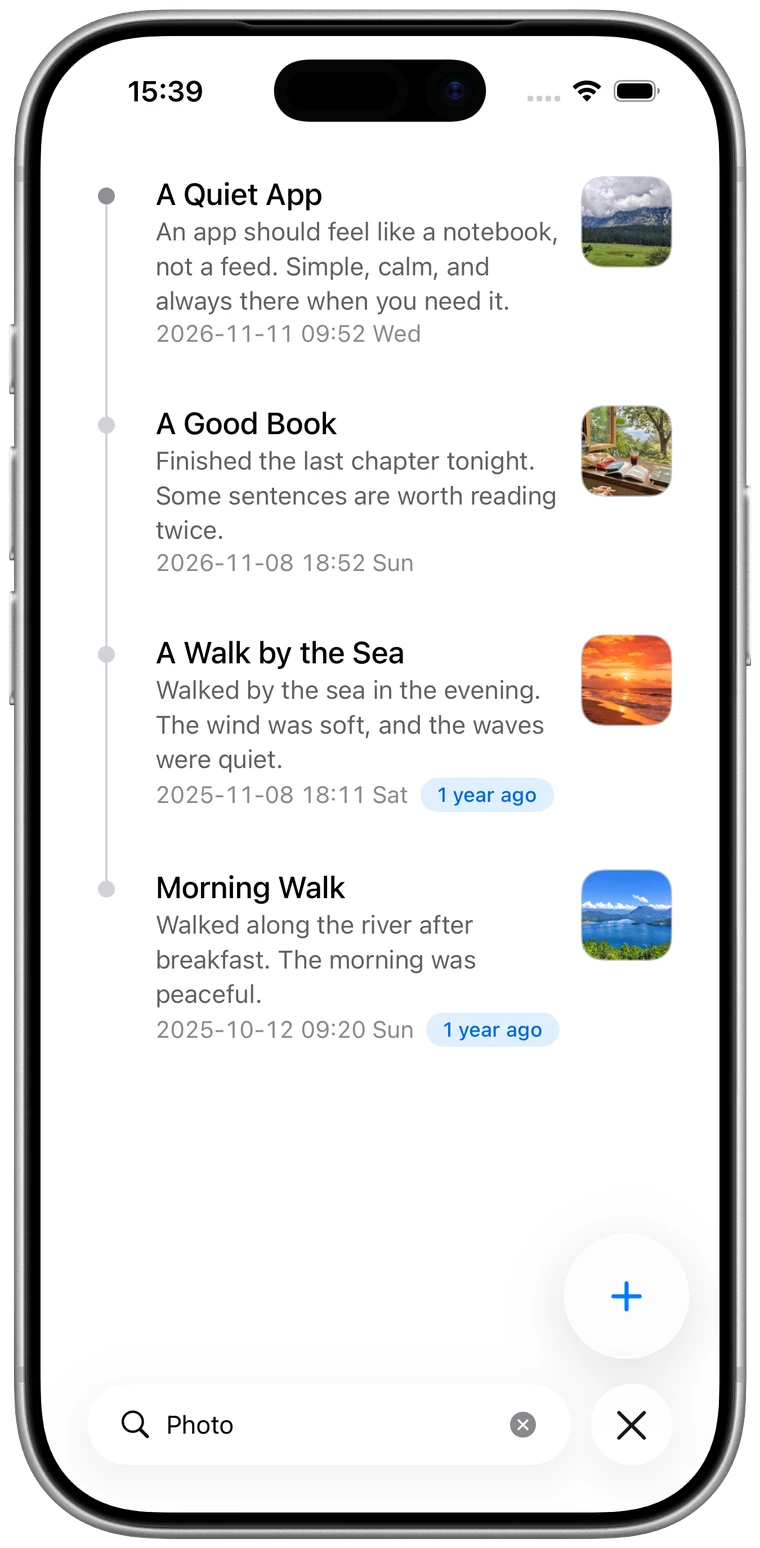 15:39
A Quiet App
An app should feel like a notebook,
not a feed. Simple, calm, and
always there when you need it.
2026-11-11 09:52 Wed
A Good Book
Finished the last chapter tonight.
Some sentences are worth reading
twice.
2026-11-08 18:52 Sun
A Walk by the Sea
Walked by the sea in the evening.
The wind was soft, and the waves
were quiet.
2025-11-08 18:11 Sat 1 year ago
Morning Walk
Walked along the river after
breakfast. The morning was
peaceful.
2025-10-12 09:20 Sun 1 year ago
Photo